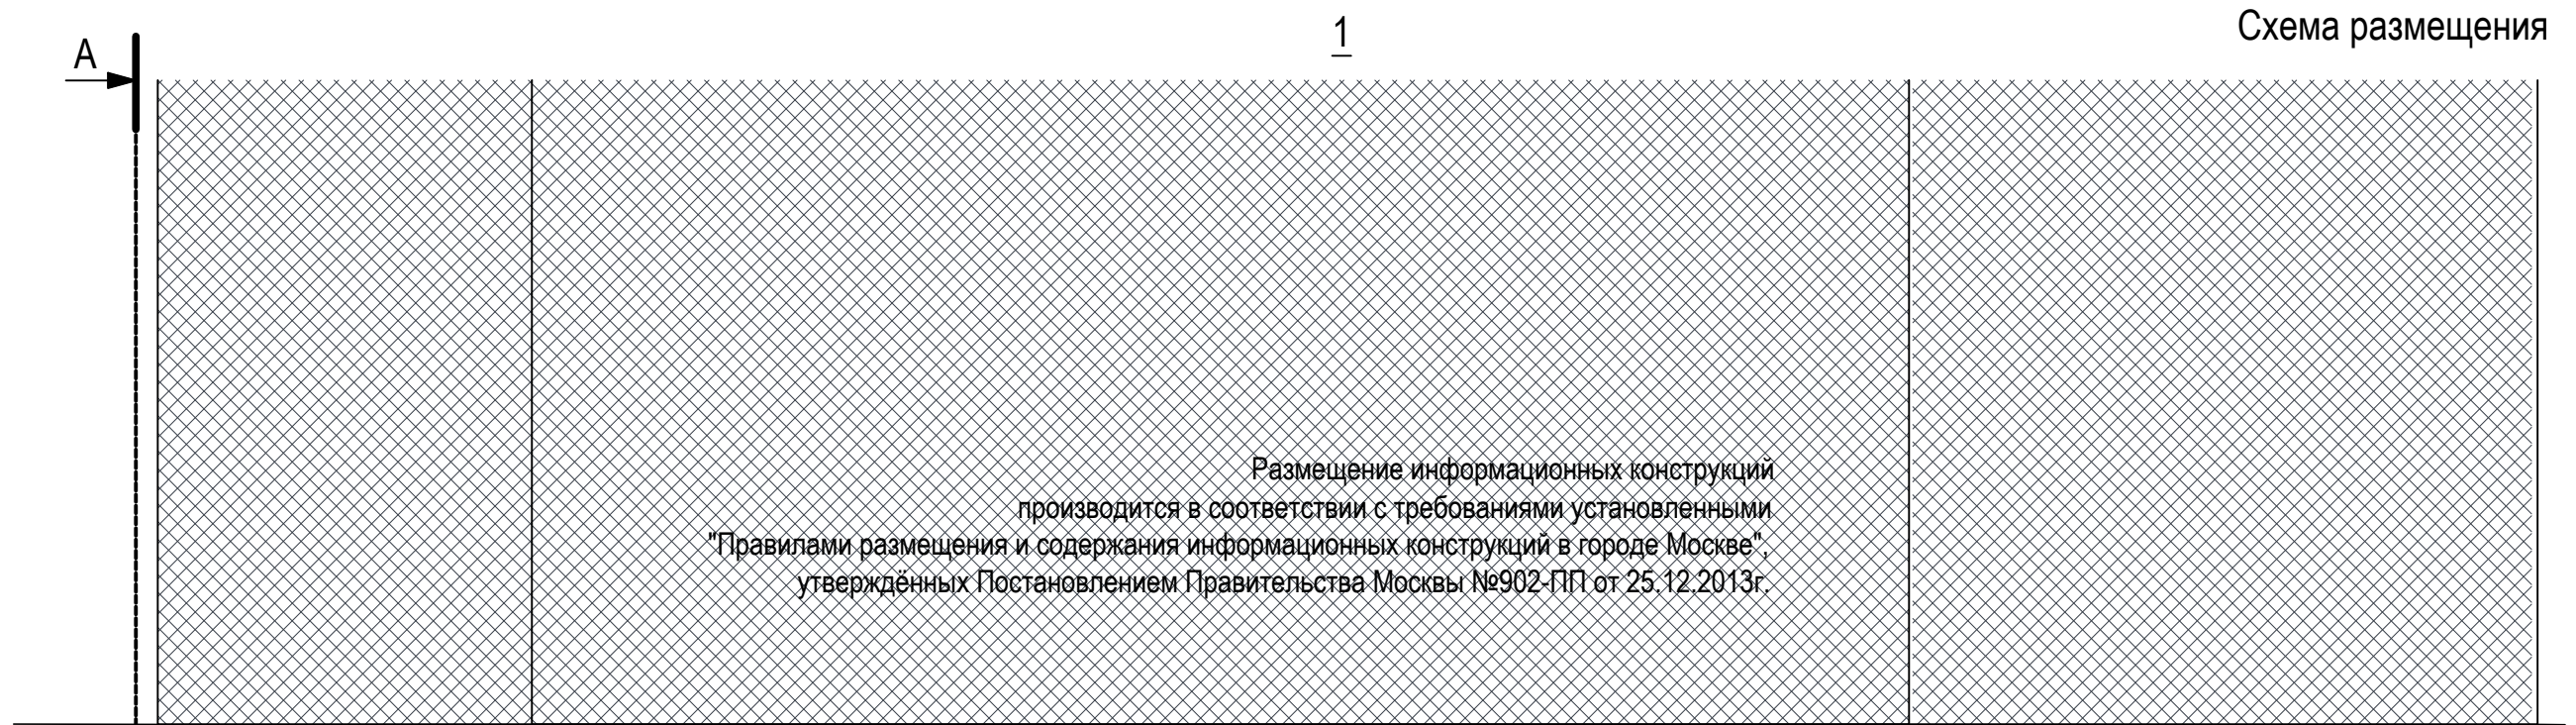 1
Схема размещения
А
Размещение информационных конструкций
производится в соответствии с требованиями установленными
"Правилами размещения и содержания информационных конструкций в городе Москве",
утверждённых Постановлением Правительства Москвы №902-ПП от 25.12.2013г.